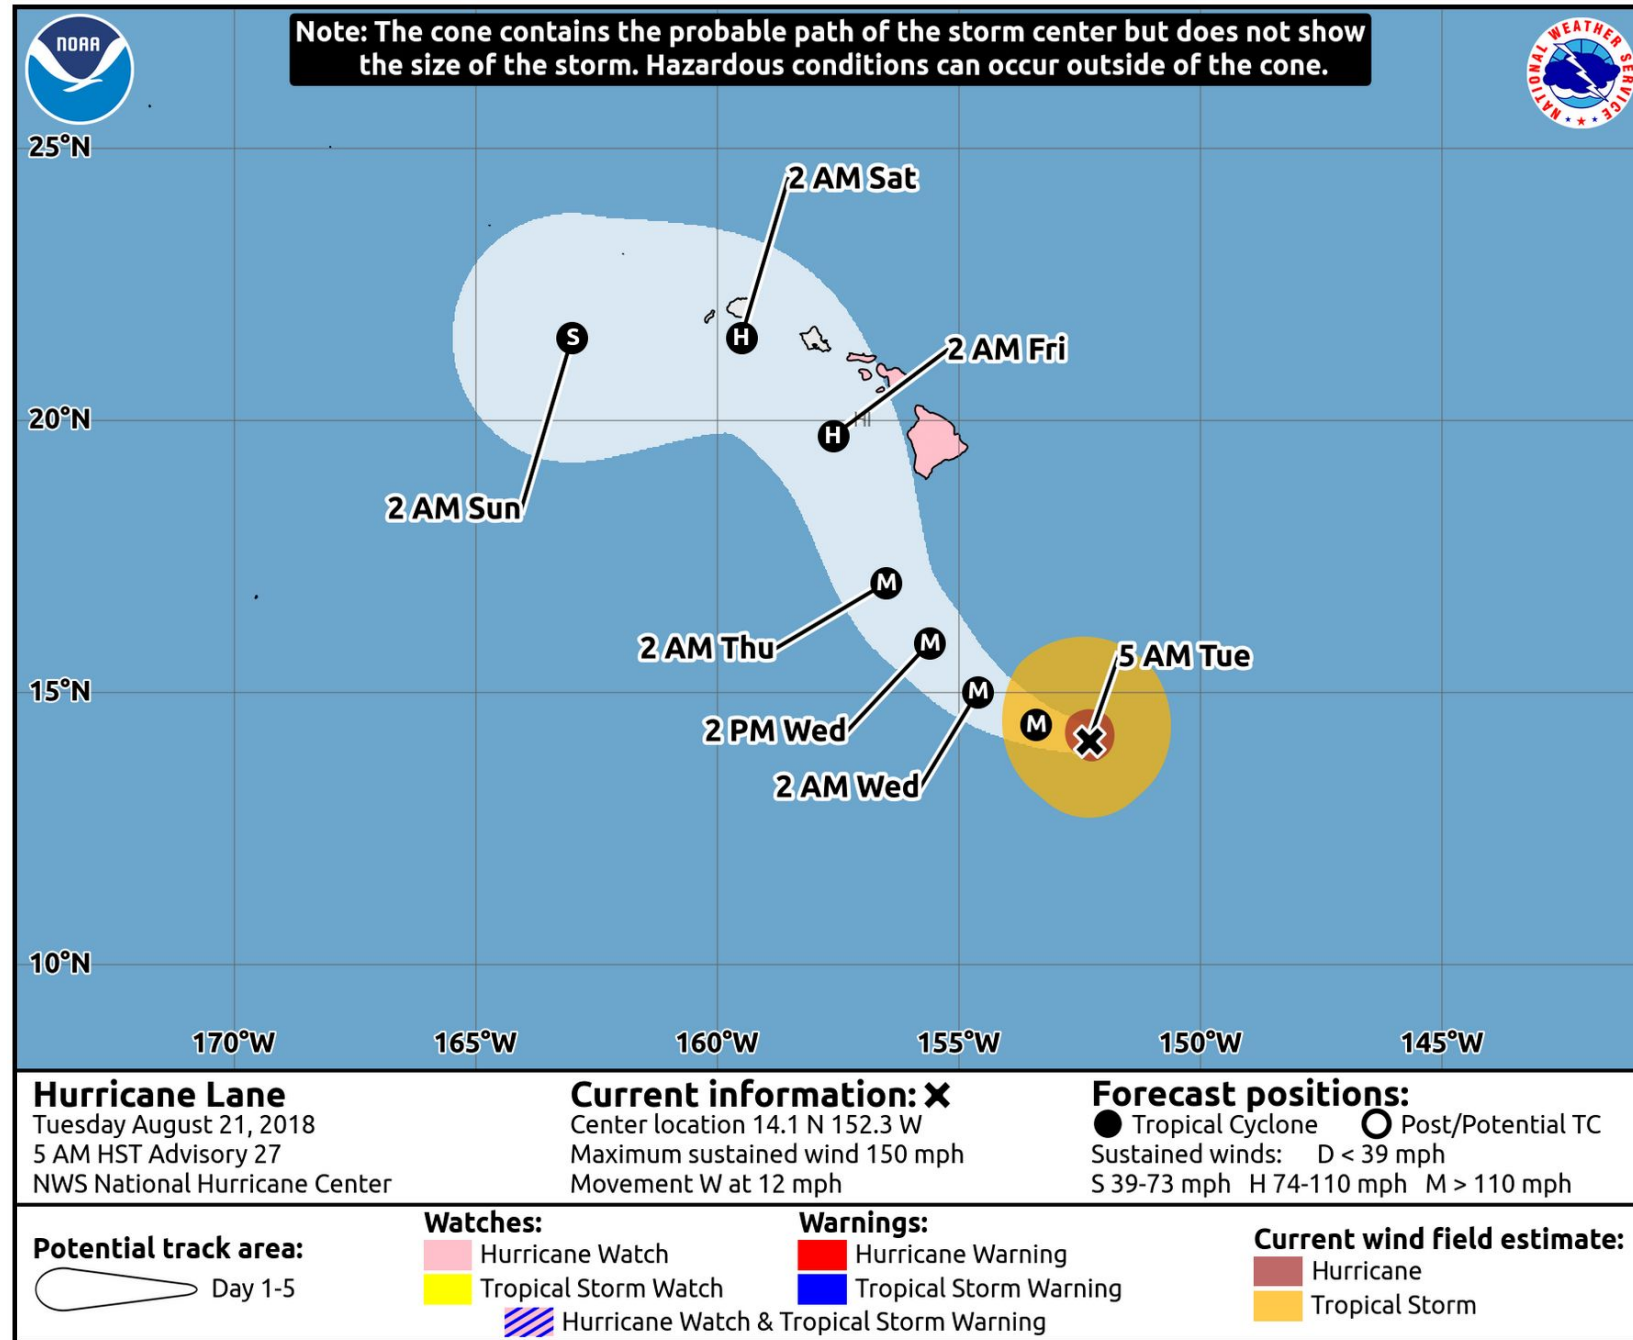 NOAA
Note: The cone contains the probable path of the storm center but does not show
the size of the storm. Hazardous conditions can occur outside of the cone.
NATIONAL WEATHER SERVICE
25°N
2 AM Sat
S
H
2 AM Fri
20°N
HI
H
2 AM Sun
M
2 AM Thu
M
5 AM Tue
15°N
M
M
2 PM Wed
2 AM Wed
10°N
170°W 165°W 160°W 155°W 150°W 145°W
Hurricane Lane
Tuesday August 21, 2018
5 AM HST Advisory 27
NWS National Hurricane Center
Current information:
Center location 14.1 N 152.3 W
Maximum sustained wind 150 mph
Movement W at 12 mph
Forecast positions:
Tropical Cyclone Post/Potential TC
Sustained winds: D < 39 mph
S 39-73 mph H 74-110 mph M > 110 mph
Potential track area:
Day 1-5
Watches:
Hurricane Watch
Tropical Storm Watch
Warnings:
Hurricane Warning
Tropical Storm Warning
Hurricane Watch & Tropical Storm Warning
Current wind field estimate:
Hurricane
Tropical Storm